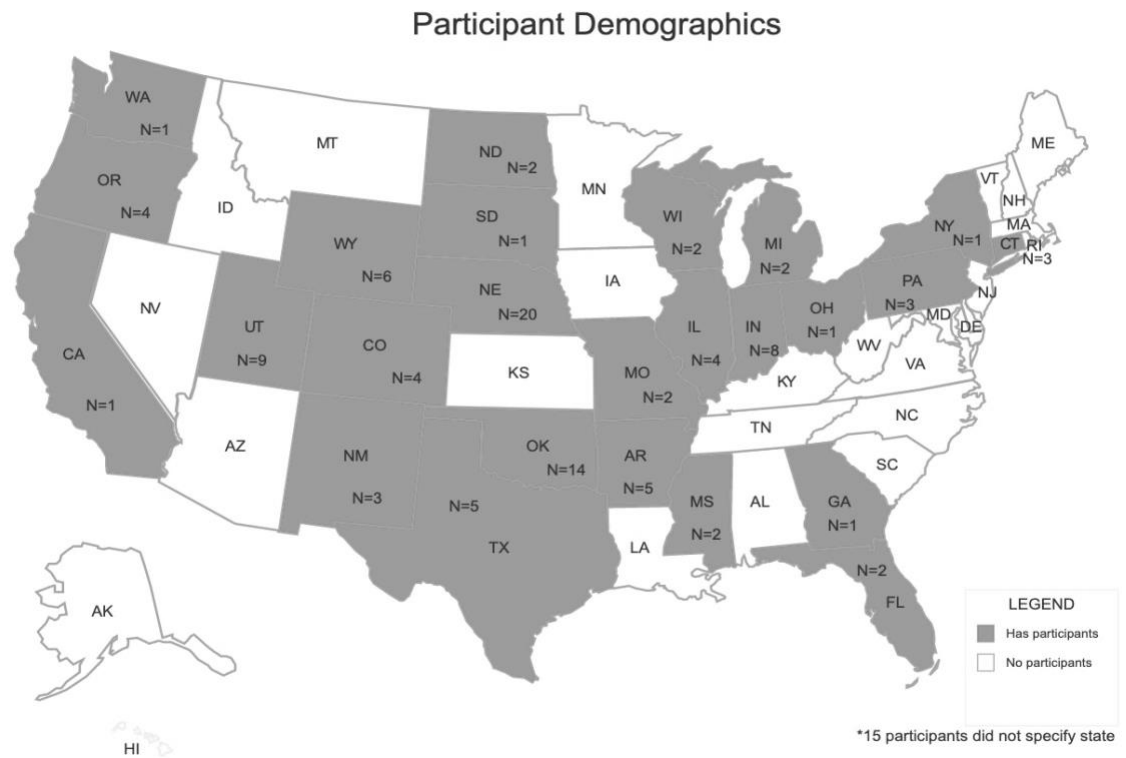 Participant Demographics
WA
N=1
OR
N=4
CA
N=1
NV
ID
MT
WY
N=6
UT
N=9
CO
N=4
AZ
NM
N=3
ND
N=2
SD
N=1
NE
N=20
KS
OK
N=14
N=5
TX
MN
IA
MO
N=2
AR
N=5
LA
WI
N=2
IL
N=4
MI
N=2
IN
N=8
OH
N=1
KY
TN
MS
N=2
AL
GA
N=1
N=2
FL
SC
NC
VA
WV
MD
DE
NJ
PA
N=3
NY
N=1
CT
RI
N=3
MA
VT
NH
ME
AK
HI
LEGEND
Has participants
No participants
*15 participants did not specify state